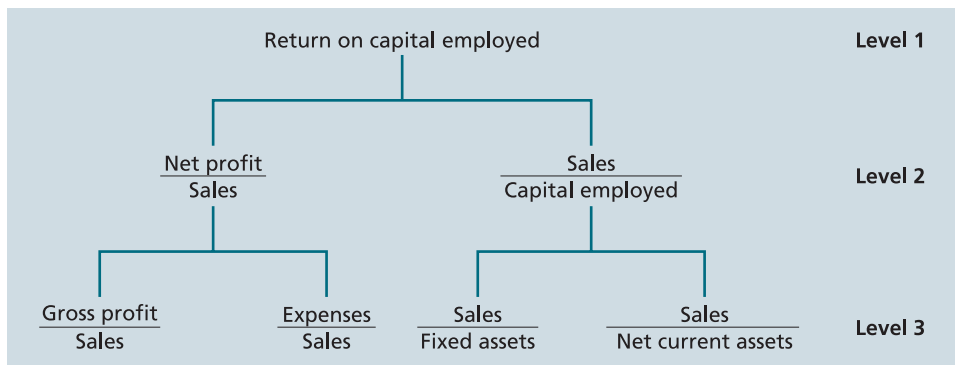 Return on capital employed Level 1
Net profit Sales
Sales Capital employed Level 2
Gross profit Expenses Sales Sales
Sales Sales Fixed assets Net current assets Level 3